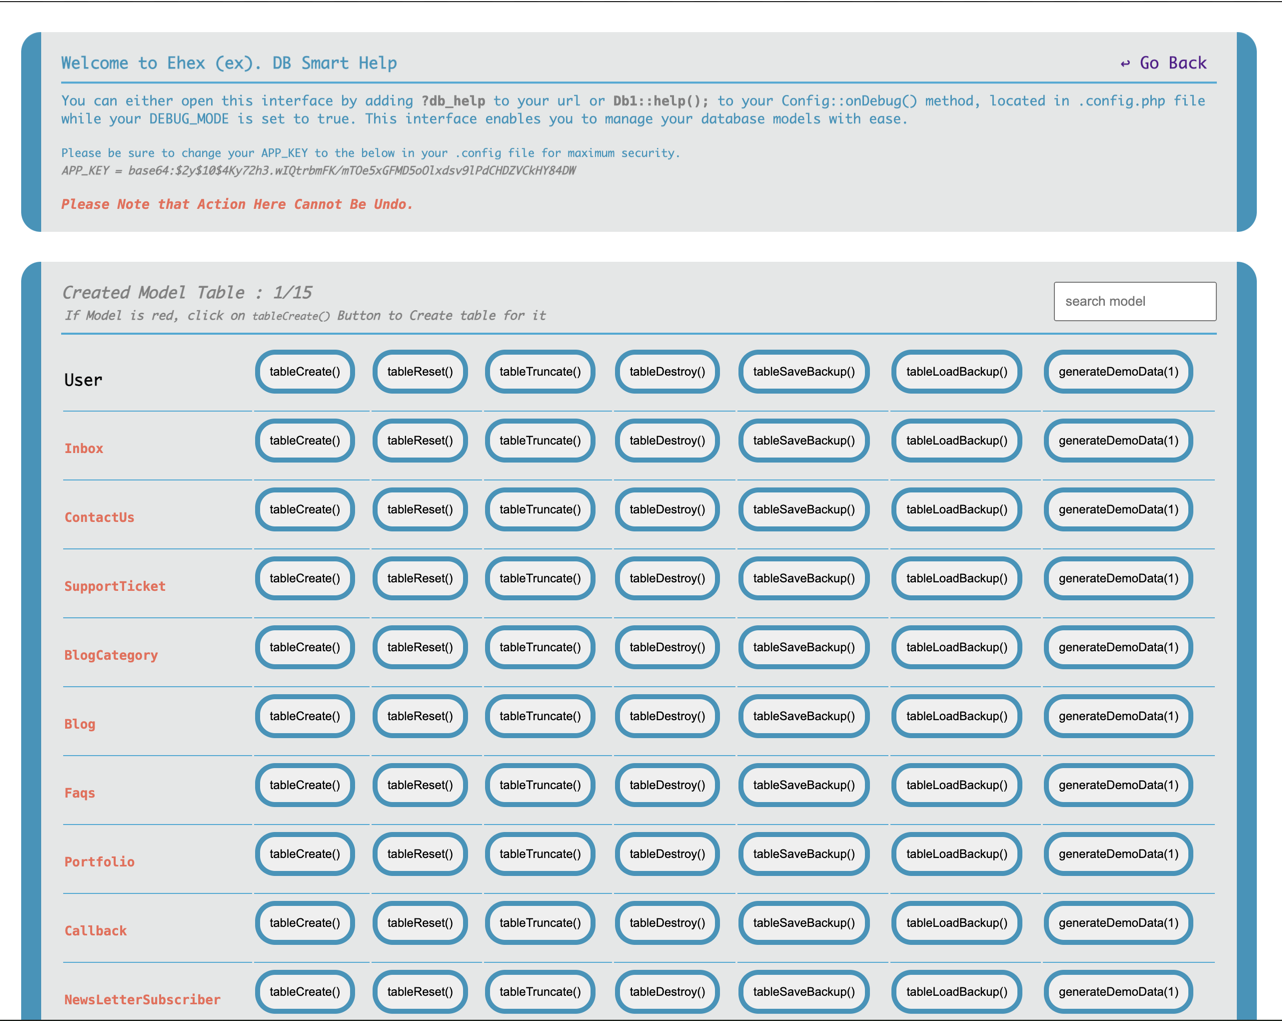 Welcome to Ehex (ex). DB Smart Help
↩ Go Back
You can either open this interface by adding ?db_help to your url or Db1::help(); to your Config::onDebug() method, located in .config.php file
while your DEBUG_MODE is set to true. This interface enables you to manage your database models with ease.
Please be sure to change your APP_KEY to the below in your .config file for maximum security.
APP_KEY = base64:$2y$10$4Ky72h3.wIQtrbmFK/mTOe5xGFMD5oOlxdsv9lPdCHDZVCkHY84DW
Please Note that Action Here Cannot Be Undo.
Created Model Table : 1/15
search model
If Model is red, click on tableCreate() Button to Create table for it
User tableCreate() tableReset() tableTruncate() tableDestroy() tableSaveBackup() tableLoadBackup() generateDemoData(1)
Inbox tableCreate() tableReset() tableTruncate() tableDestroy() tableSaveBackup() tableLoadBackup() generateDemoData(1)
ContactUs tableCreate() tableReset() tableTruncate() tableDestroy() tableSaveBackup() tableLoadBackup() generateDemoData(1)
SupportTicket tableCreate() tableReset() tableTruncate() tableDestroy() tableSaveBackup() tableLoadBackup() generateDemoData(1)
BlogCategory tableCreate() tableReset() tableTruncate() tableDestroy() tableSaveBackup() tableLoadBackup() generateDemoData(1)
Blog tableCreate() tableReset() tableTruncate() tableDestroy() tableSaveBackup() tableLoadBackup() generateDemoData(1)
Faqs tableCreate() tableReset() tableTruncate() tableDestroy() tableSaveBackup() tableLoadBackup() generateDemoData(1)
Portfolio tableCreate() tableReset() tableTruncate() tableDestroy() tableSaveBackup() tableLoadBackup() generateDemoData(1)
Callback tableCreate() tableReset() tableTruncate() tableDestroy() tableSaveBackup() tableLoadBackup() generateDemoData(1)
NewsLetterSubscriber tableCreate() tableReset() tableTruncate() tableDestroy() tableSaveBackup() tableLoadBackup() generateDemoData(1)